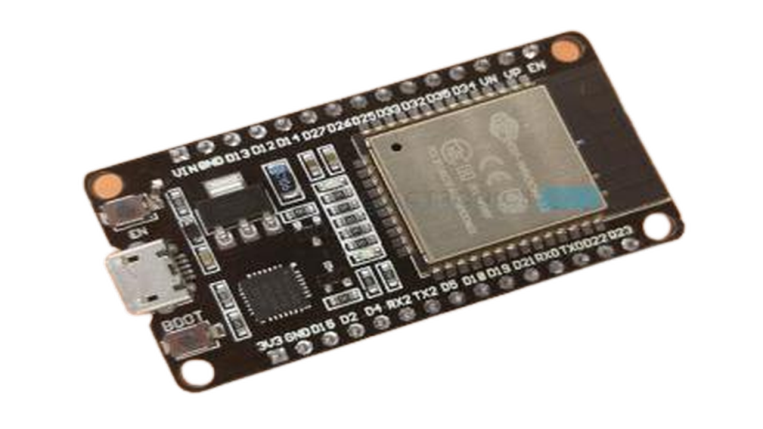 VIN GND D13 D12 D14 D27 D26 D25 D33 D32 D35 D34 VN VP EN
EN
BOOT
3V3 GND D15 D2 D4 RX2 TX2 D5 D18 D19 D21 RX0 TX0 D22 D23